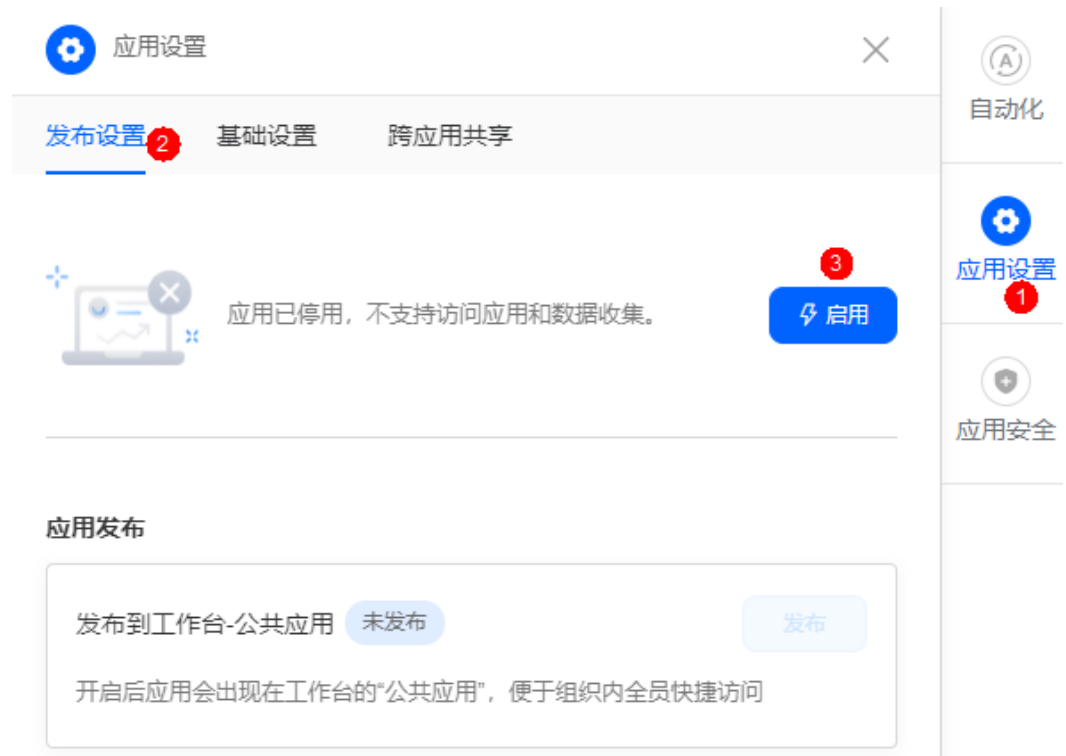 应用设置
发布设置 2 基础设置 跨应用共享
3
应用已停用，不支持访问应用和数据收集。 启用
应用发布
发布到工作台-公共应用 未发布 发布
开启后应用会出现在工作台的“公共应用”，便于组织内全员快捷访问
A
自动化
应用设置
1
应用安全